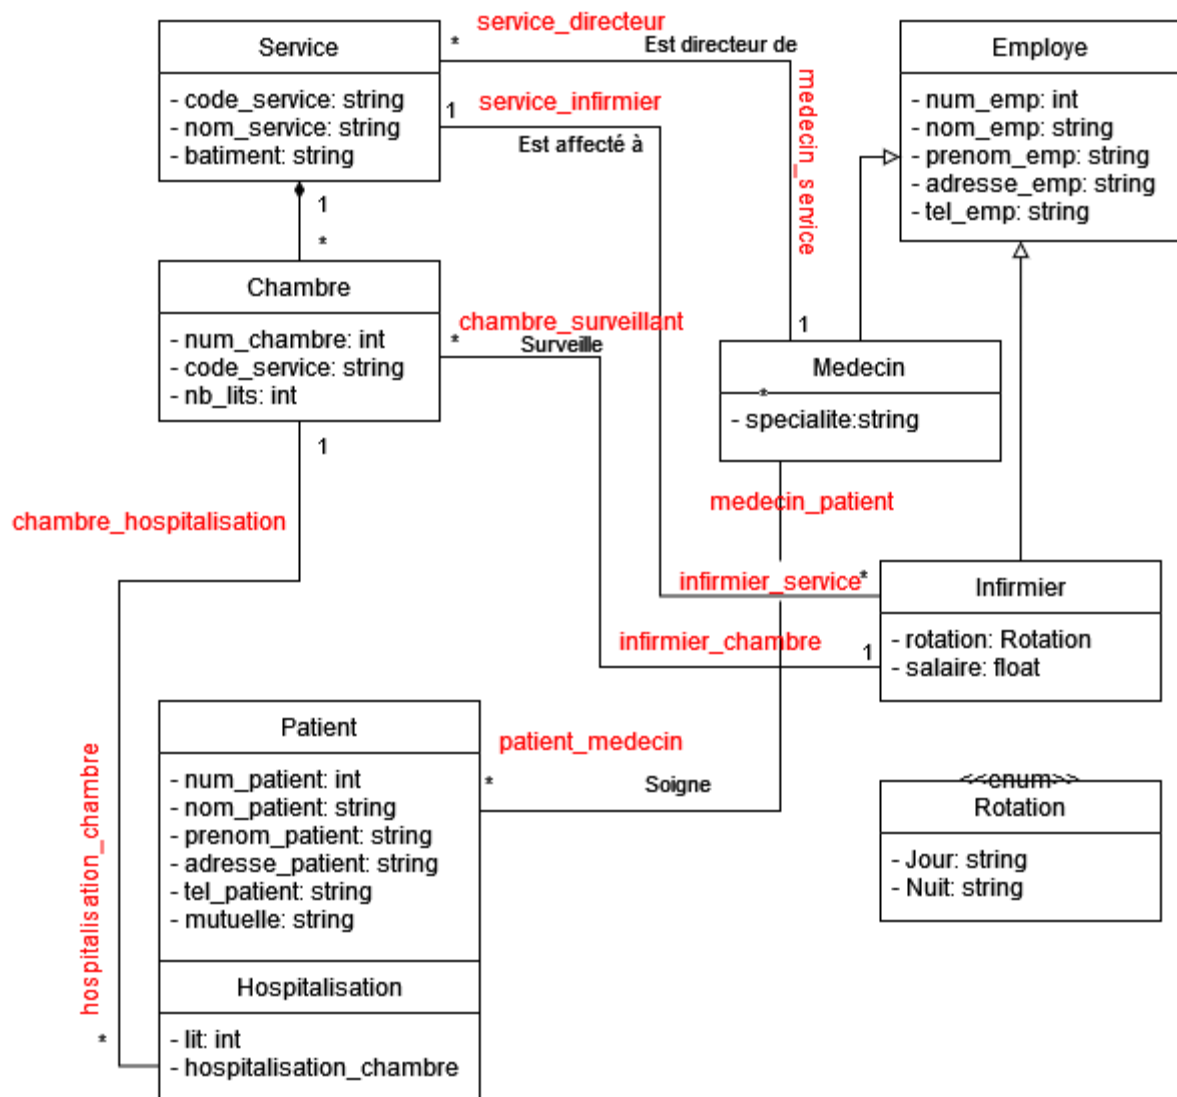 service_directeur
Service
*
Est directeur de
Employe
- code_service: string
- nom_service: string
- batiment: string
service_infirmier
1
Est affecté à
medecin_service
- num_emp: int
- nom_emp: string
- prenom_emp: string
- adresse_emp: string
- tel_emp: string
1
*
Chambre
- num_chambre: int
- code_service: string
- nb_lits: int
chambre_surveillant
*
Surveille
1
Medecin
*
- specialite:string
1
medecin_patient
chambre_hospitalisation
infirmier_service
*
Infirmier
- rotation: Rotation
- salaire: float
infirmier_chambre
1
Patient
- num_patient: int
- nom_patient: string
- prenom_patient: string
- adresse_patient: string
- tel_patient: string
- mutuelle: string
patient_medecin
*
Soigne
<<enum>>
Rotation
- Jour: string
- Nuit: string
hospitalisation_chambre
*
Hospitalisation
- lit: int
- hospitalisation_chambre